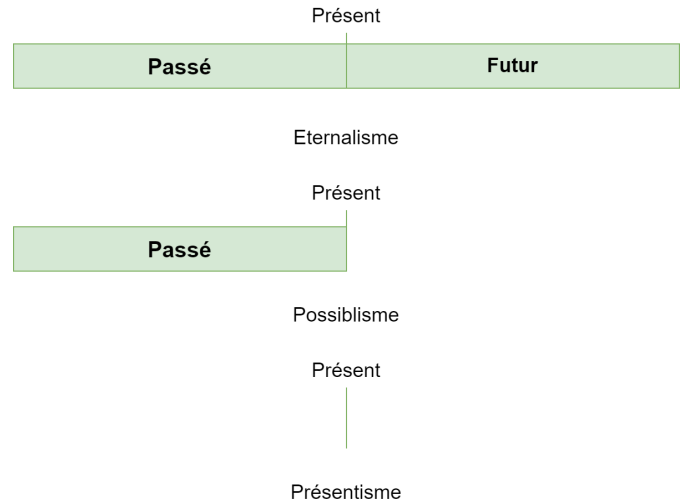 Présent
Passé Futur
Eternalisme
Présent
Passé
Possiblisme
Présent
Présentisme